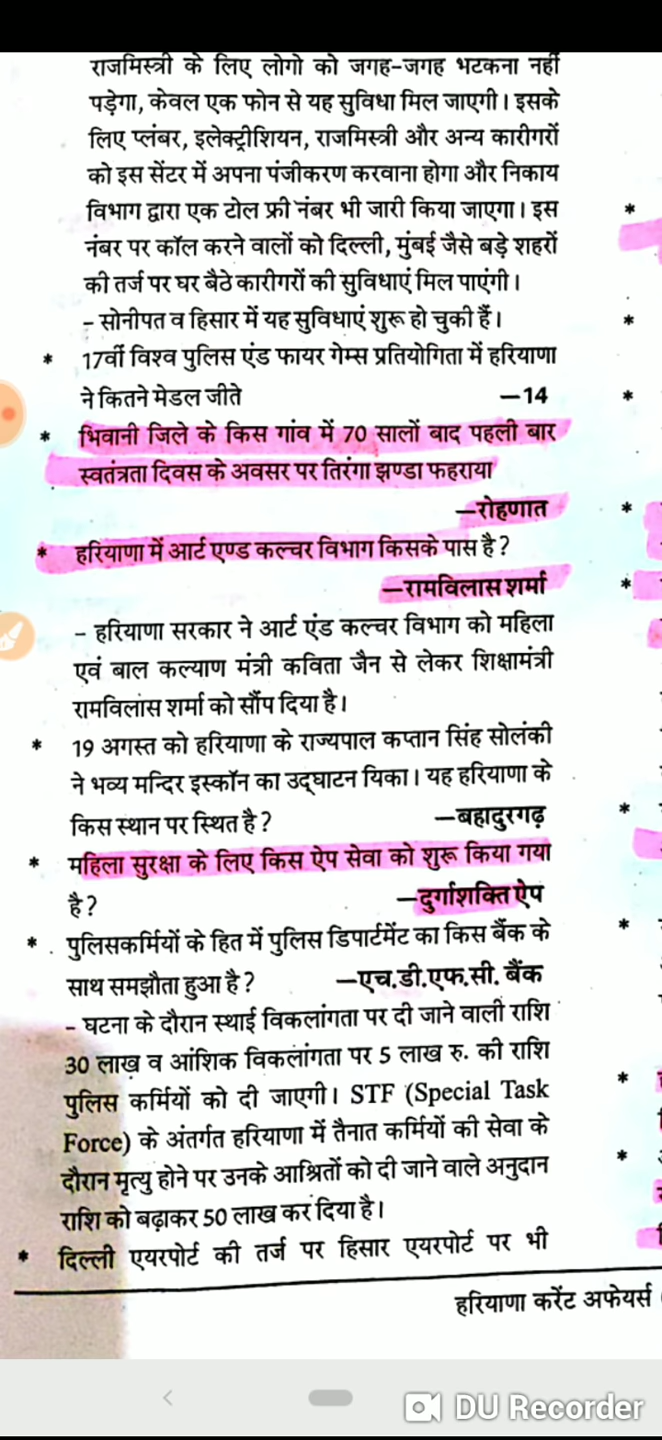 राजमिस्त्री के लिए लोगो को जगह-जगह भटकना नहीं
पड़ेगा, केवल एक फोन से यह सुविधा मिल जाएगी। इसके
लिए प्लंबर, इलेक्ट्रीशियन, राजमिस्त्री और अन्य कारीगरों
को इस सेंटर में अपना पंजीकरण करवाना होगा और निकाय
विभाग द्वारा एक टोल फ्री नंबर भी जारी किया जाएगा। इस
नंबर पर कॉल करने वालों को दिल्ली, मुंबई जैसे बड़े शहरों
की तर्ज पर घर बैठे कारीगरों की सुविधाएं मिल पाएंगी।
- सोनीपत व हिसार में यह सुविधाएं शुरू हो चुकी हैं।
* 17वीं विश्व पुलिस एंड फायर गेम्स प्रतियोगिता में हरियाणा
ने कितने मेडल जीते —14
* भिवानी जिले के किस गांव में 70 सालों बाद पहली बार
स्वतंत्रता दिवस के अवसर पर तिरंगा झण्डा फहराया
—रोहणात
* हरियाणा में आर्ट एण्ड कल्चर विभाग किसके पास है?
—रामविलास शर्मा
- हरियाणा सरकार ने आर्ट एंड कल्चर विभाग को महिला
एवं बाल कल्याण मंत्री कविता जैन से लेकर शिक्षामंत्री
रामविलास शर्मा को सौंप दिया है।
* 19 अगस्त को हरियाणा के राज्यपाल कप्तान सिंह सोलंकी
ने भव्य मन्दिर इस्कॉन का उद्घाटन यिका। यह हरियाणा के
किस स्थान पर स्थित है? —बहादुरगढ़
* महिला सुरक्षा के लिए किस ऐप सेवा को शुरू किया गया
है? —दुर्गाशक्ति ऐप
* पुलिसकर्मियों के हित में पुलिस डिपार्टमेंट का किस बैंक के
साथ समझौता हुआ है? —एच.डी.एफ.सी. बैंक
- घटना के दौरान स्थाई विकलांगता पर दी जाने वाली राशि
30 लाख व आंशिक विकलांगता पर 5 लाख रु. की राशि
पुलिस कर्मियों को दी जाएगी। STF (Special Task
Force) के अंतर्गत हरियाणा में तैनात कर्मियों की सेवा के
दौरान मृत्यु होने पर उनके आश्रितों को दी जाने वाले अनुदान
राशि को बढ़ाकर 50 लाख कर दिया है।
* दिल्ली एयरपोर्ट की तर्ज पर हिसार एयरपोर्ट पर भी
हरियाणा करेंट अफेयर्स
DU Recorder